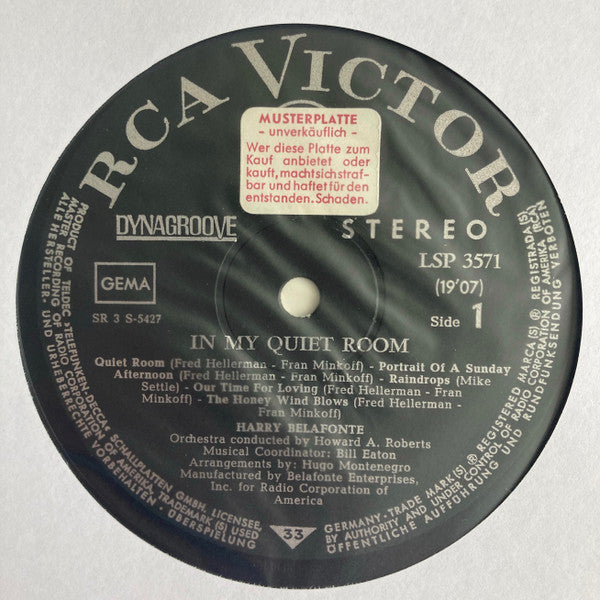 RCA VICTOR
MUSTERPLATTE
- unverkäuflich -
Wer diese Platte zum
Kauf anbietet oder
kauft, macht sich straf-
bar und haftet für den
entstanden. Schaden.
DYNAGROOVE
STEREO
LSP 3571
(19'07)
Side 1
GEMA
SR 3 S-5427
IN MY QUIET ROOM
Quiet Room (Fred Hellerman - Fran Minkoff) - Portrait Of A Sunday
Afternoon (Fred Hellerman - Fran Minkoff) - Raindrops (Mike
Settle) - Our Time For Loving (Fred Hellerman - Fran
Minkoff) - The Honey Wind Blows (Fred Hellerman -
Fran Minkoff)
HARRY BELAFONTE
Orchestra conducted by Howard A. Roberts
Musical Coordinator: Bill Eaton
Arrangements by: Hugo Montenegro
Manufactured by Belafonte Enterprises,
Inc. for Radio Corporation of
America
33
PRODUCT OF TELDEC »TELEFUNKEN-DECCA« SCHALLPLATTEN GMBH, LICENSEE,
MASTER RECORDING OF RADIO CORPORATION OF AMERICA, TRADEMARK (S) USED
ALLE HERSTELLER- UND URHEBERRECHTE VORBEHALTEN - ÜBERSPIELUNG
GERMANY - TRADE MARK (S) ® REGISTERED MARCA (S) ® REGISTRADA (S)
BY AUTHORITY AND UNDER CONTROL OF RADIO CORPORATION OF AMERICA (RCA)
ÖFFENTLICHE AUFFÜHRUNG UND RUNDFUNKSENDUNG VERBOTEN